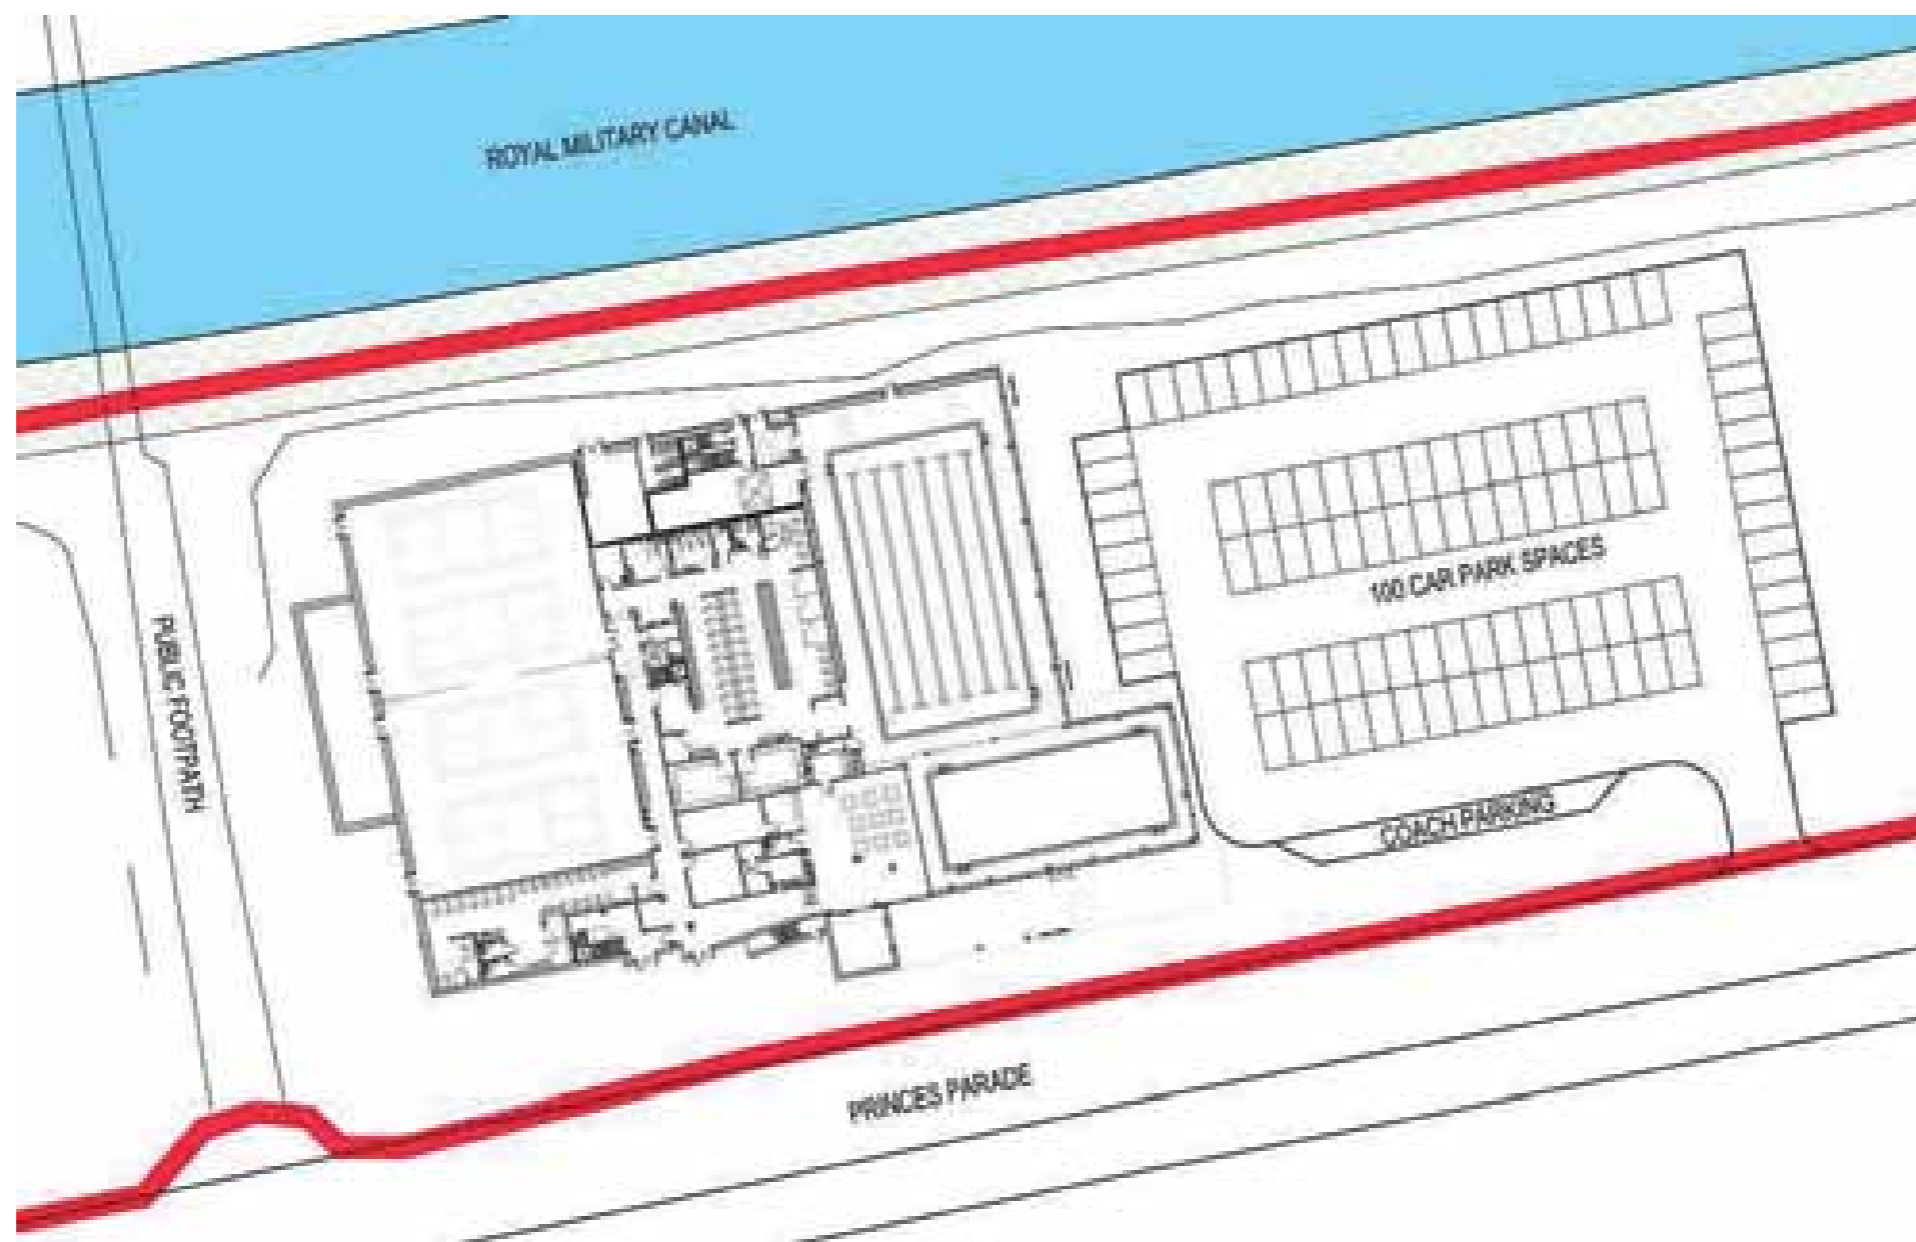 ROYAL MILITARY CANAL
100 CAR PARK SPACES
PUBLIC FOOTPATH
COACH PARKING
PRINCES PARADE